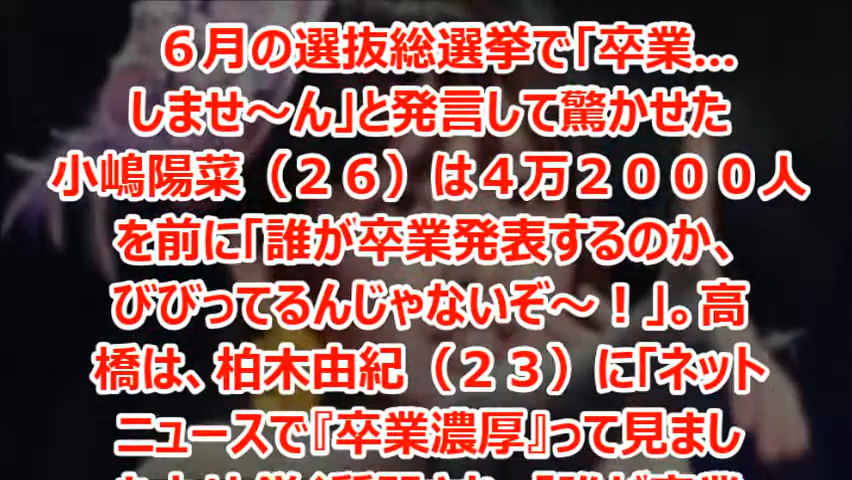 ６月の選抜総選挙で「卒業…
しませ～ん」と発言して驚かせた
小嶋陽菜（２６）は４万２０００人
を前に「誰が卒業発表するのか、
びびってるんじゃないぞ～！」。高
橋は、柏木由紀（２３）に「ネット
ニュースで『卒業濃厚』って見まし